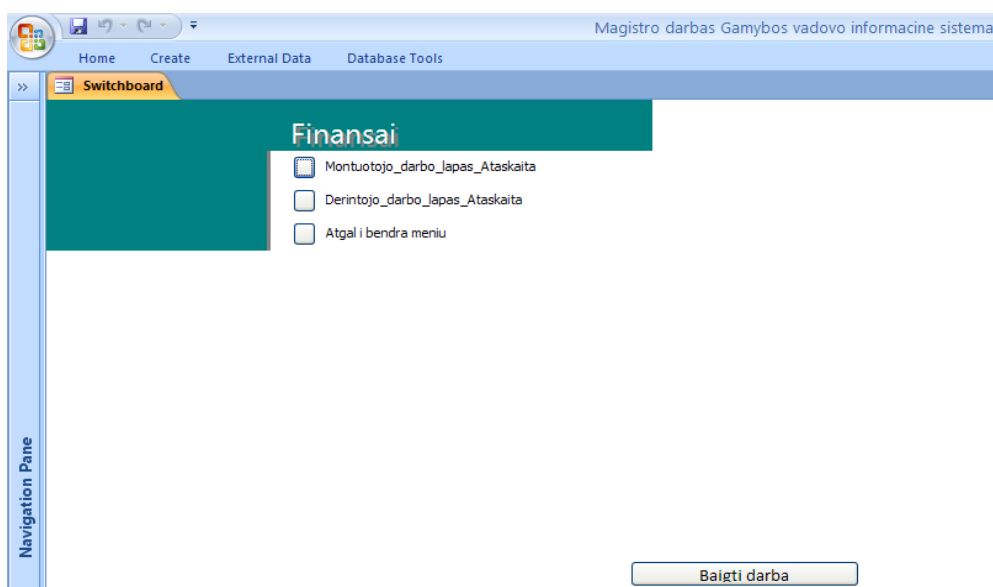 Magistro darbas Gamybos vadovo informacine sistema
Home Create External Data Database Tools
» Switchboard
Finansai
Montuotojo_darbo_lapas_Ataskaita
Derintojo_darbo_lapas_Ataskaita
Atgal i bendra meniu
Navigation Pane
Baigti darba